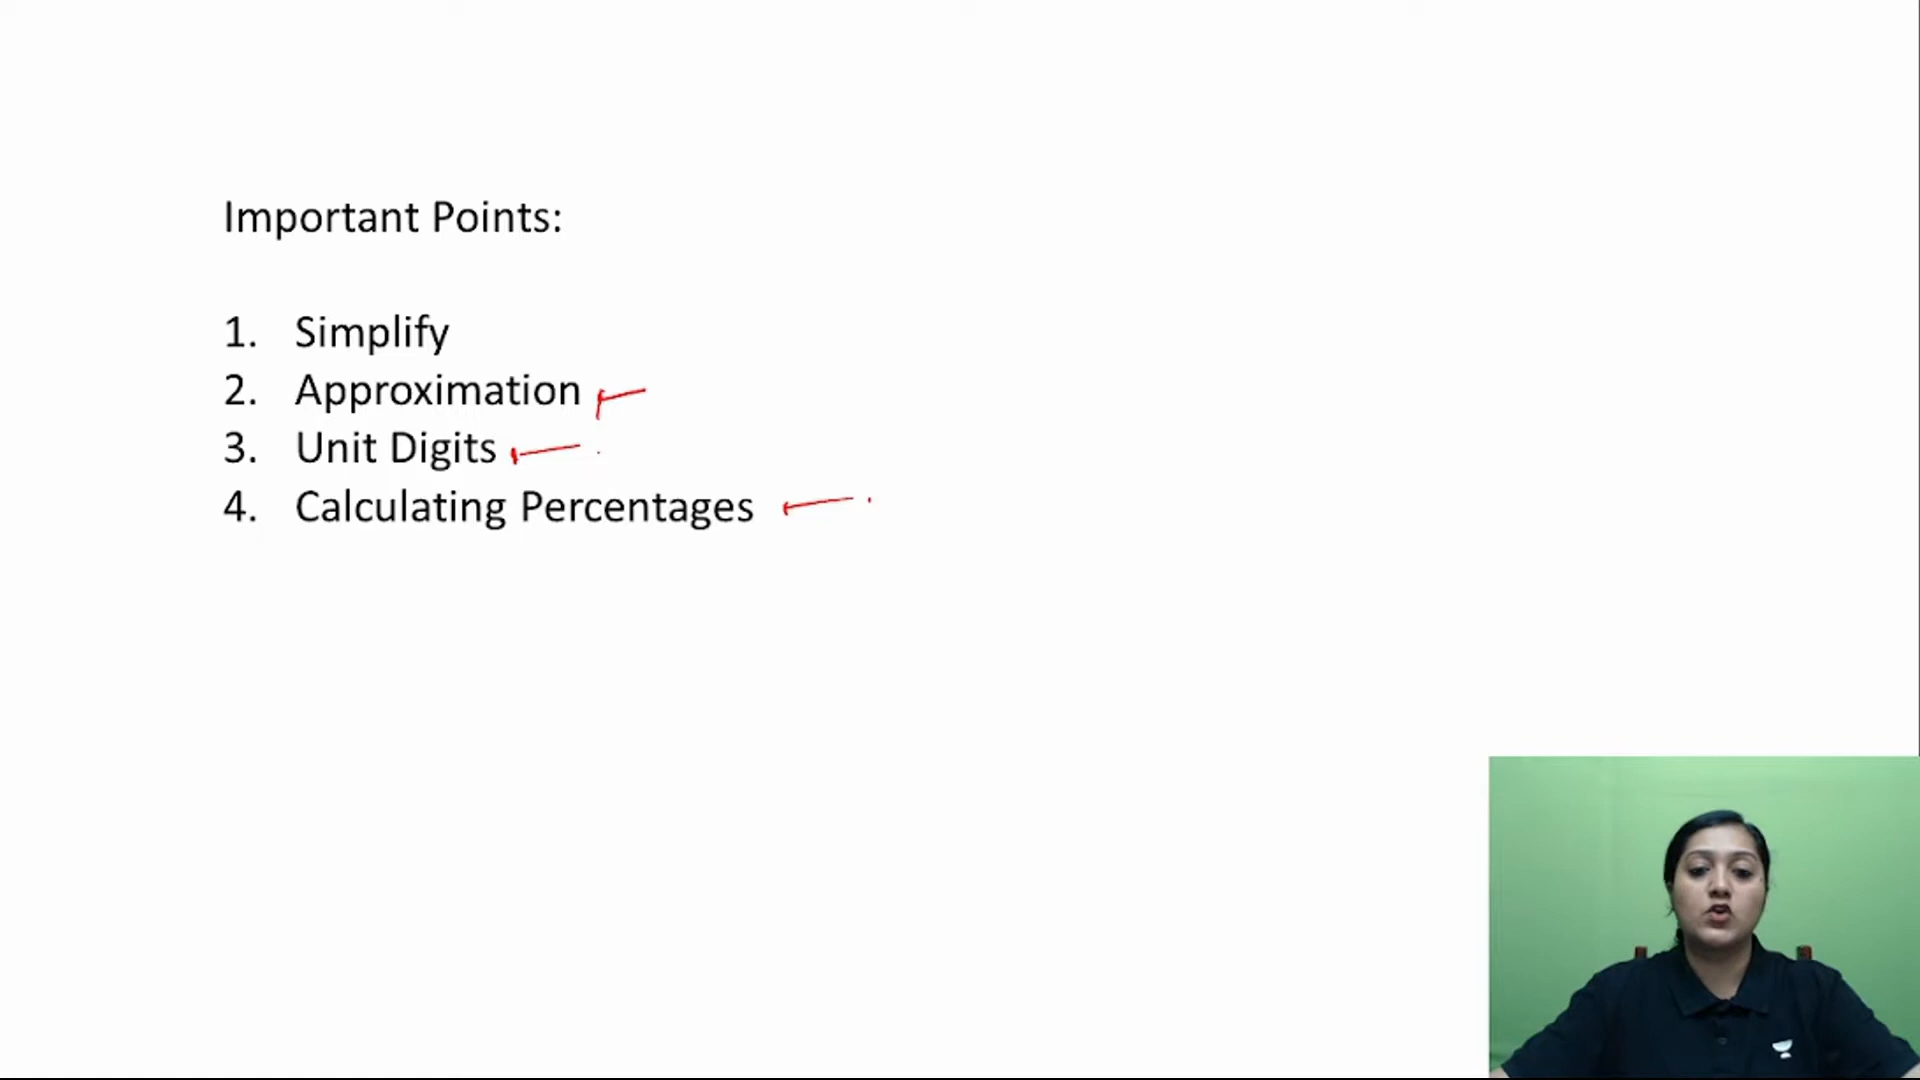 Important Points:
1. Simplify
2. Approximation
3. Unit Digits
4. Calculating Percentages